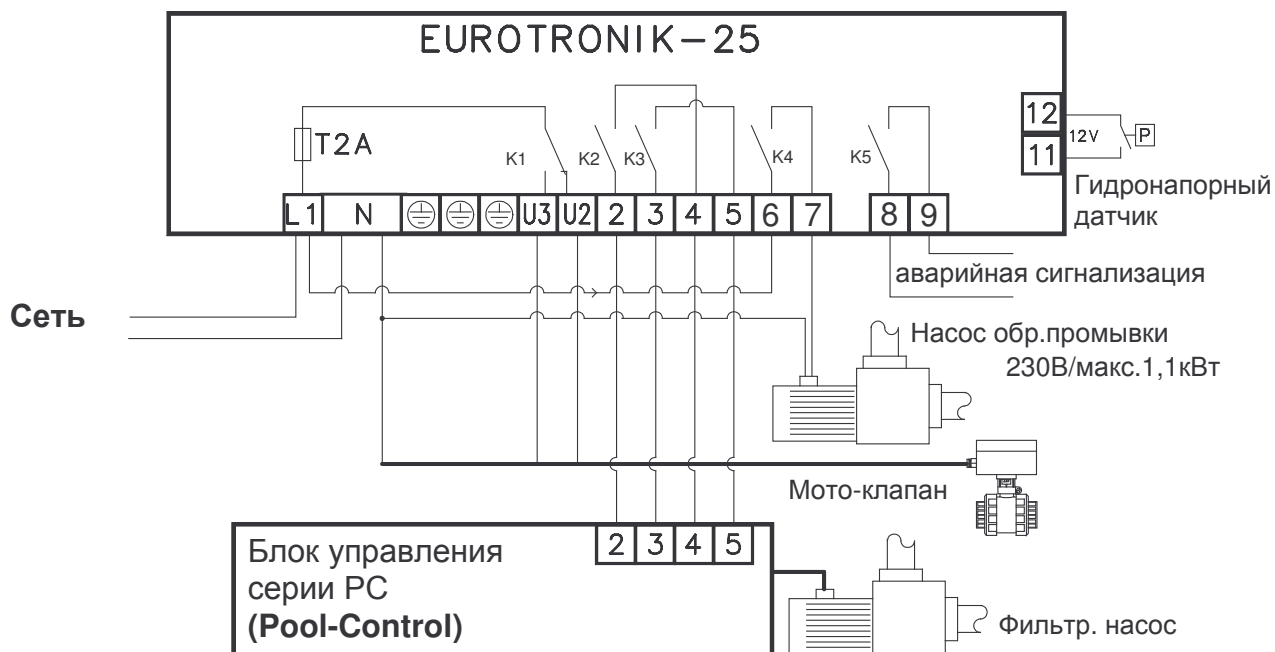 EUROTRONIK-25
T2A
K1
K2
K3
K4
K5
12
11
12V
P
Гидронапорный
датчик
L1 N U3 U2 2 3 4 5 6 7 8 9
аварийная сигнализация
Сеть
Насос обр.промывки
230В/макс.1,1кВт
Мото-клапан
2 3 4 5
Блок управления
серии РС
(Pool-Control)
Фильтр. насос